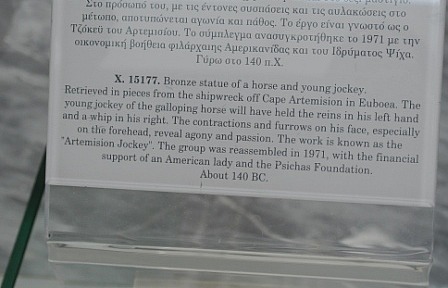 Στο πρόσωπό του, με τις έντονες συσπάσεις και τις αυλακώσεις στο
μέτωπο, αποτυπώνεται αγωνία και πάθος. Το έργο είναι γνωστό ως ο
Τζόκεϋ του Αρτεμισίου. Το σύμπλεγμα ανασυγκροτήθηκε το 1971 με την
οικονομική βοήθεια φιλάρχαιης Αμερικανίδας και του Ιδρύματος Ψύχα.
Γύρω στο 140 π.Χ.
X. 15177. Bronze statue of a horse and young jockey.
Retrieved in pieces from the shipwreck off Cape Artemision in Euboea. The
young jockey of the galloping horse will have held the reins in his left hand
and a whip in his right. The contractions and furrows on his face, especially
on the forehead, reveal agony and passion. The work is known as the
"Artemision Jockey". The group was reassembled in 1971, with the financial
support of an American lady and the Psichas Foundation.
About 140 BC.